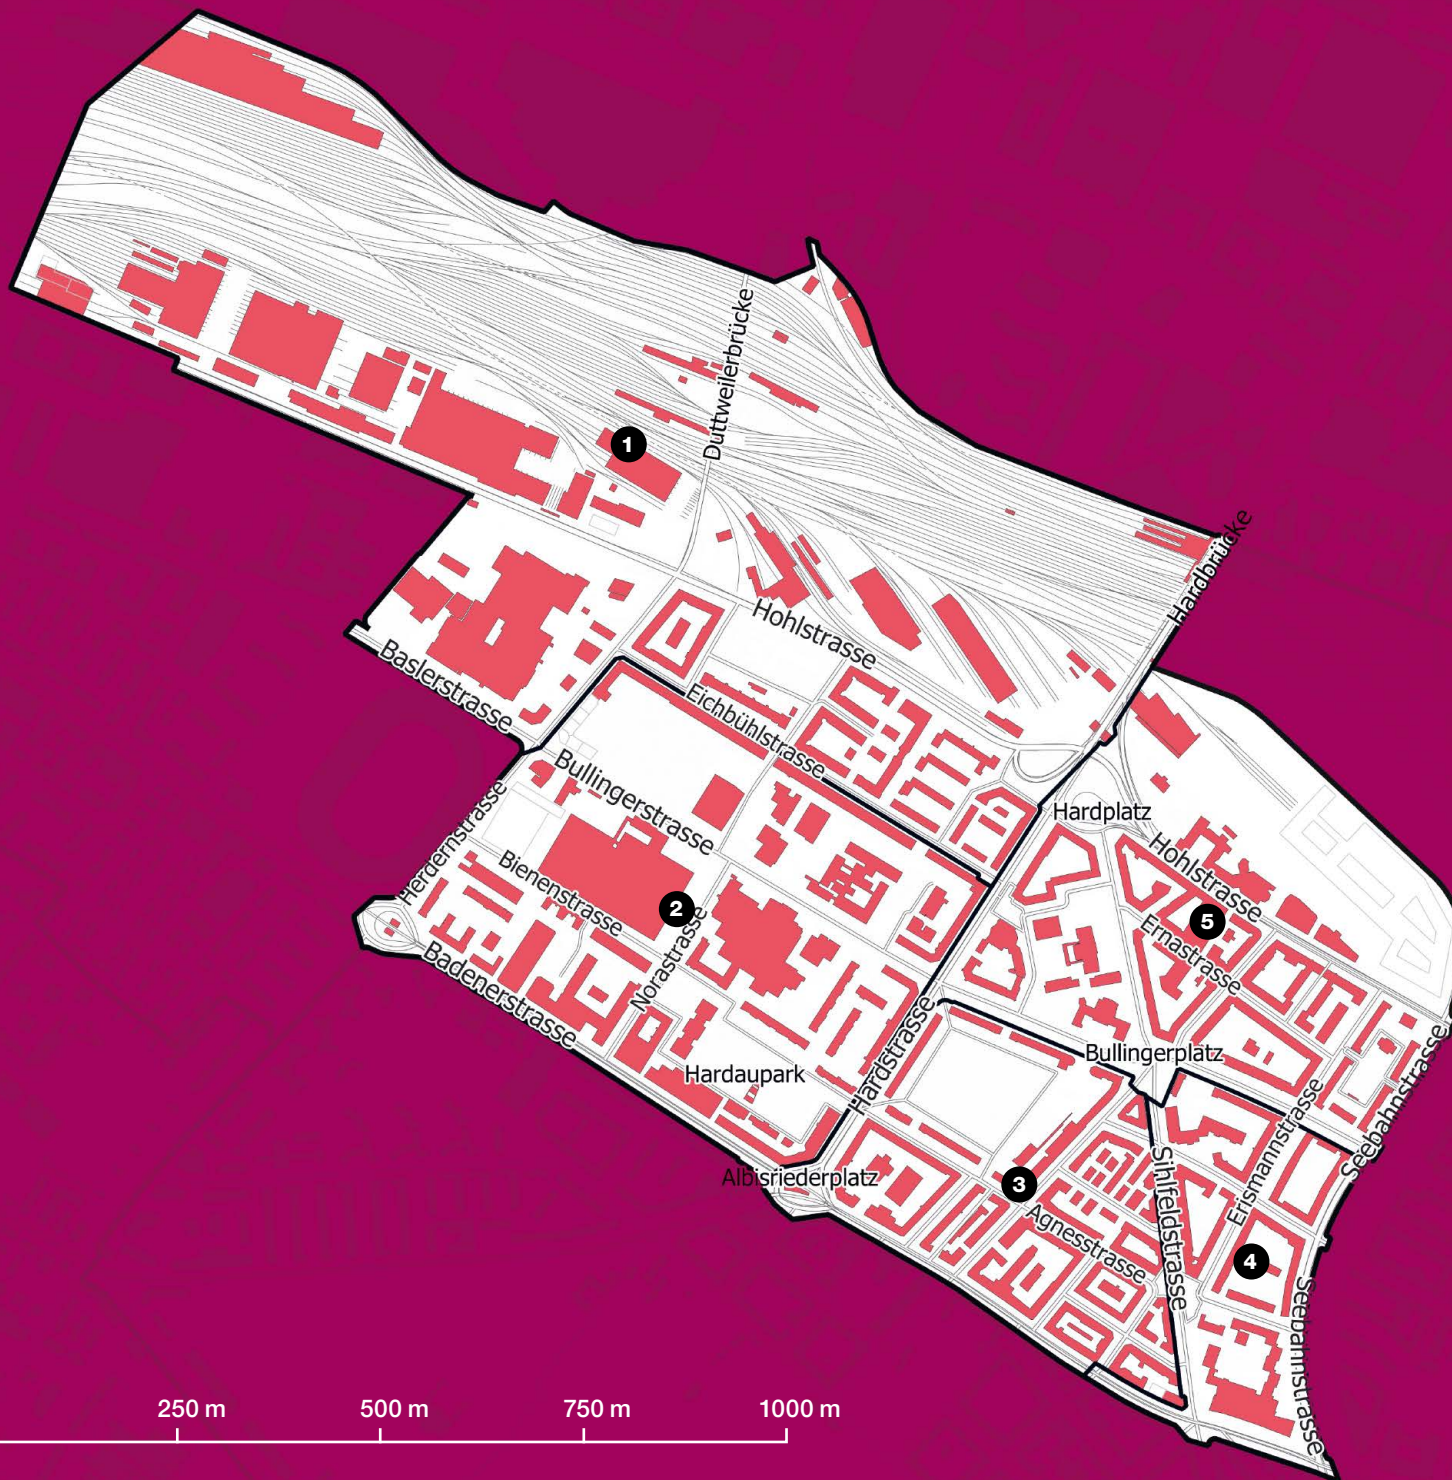 Duttweilerbrücke
1
Hardbrücke
Hohlstrasse
Baslerstrasse
Eichbühlstrasse
Bullingerstrasse
Hardplatz
Herdernstrasse
Hohlstrasse
Bienenstrasse
2
5
Ernastrasse
Norastrasse
Badenerstrasse
Hardstrasse
Bullingerplatz
Hardaupark
Seebahnstrasse
Erismannstrasse
Albisriederplatz
3
Sihlfeldstrasse
Agnesstrasse
4
Seebahnstrasse
250 m 500 m 750 m 1000 m